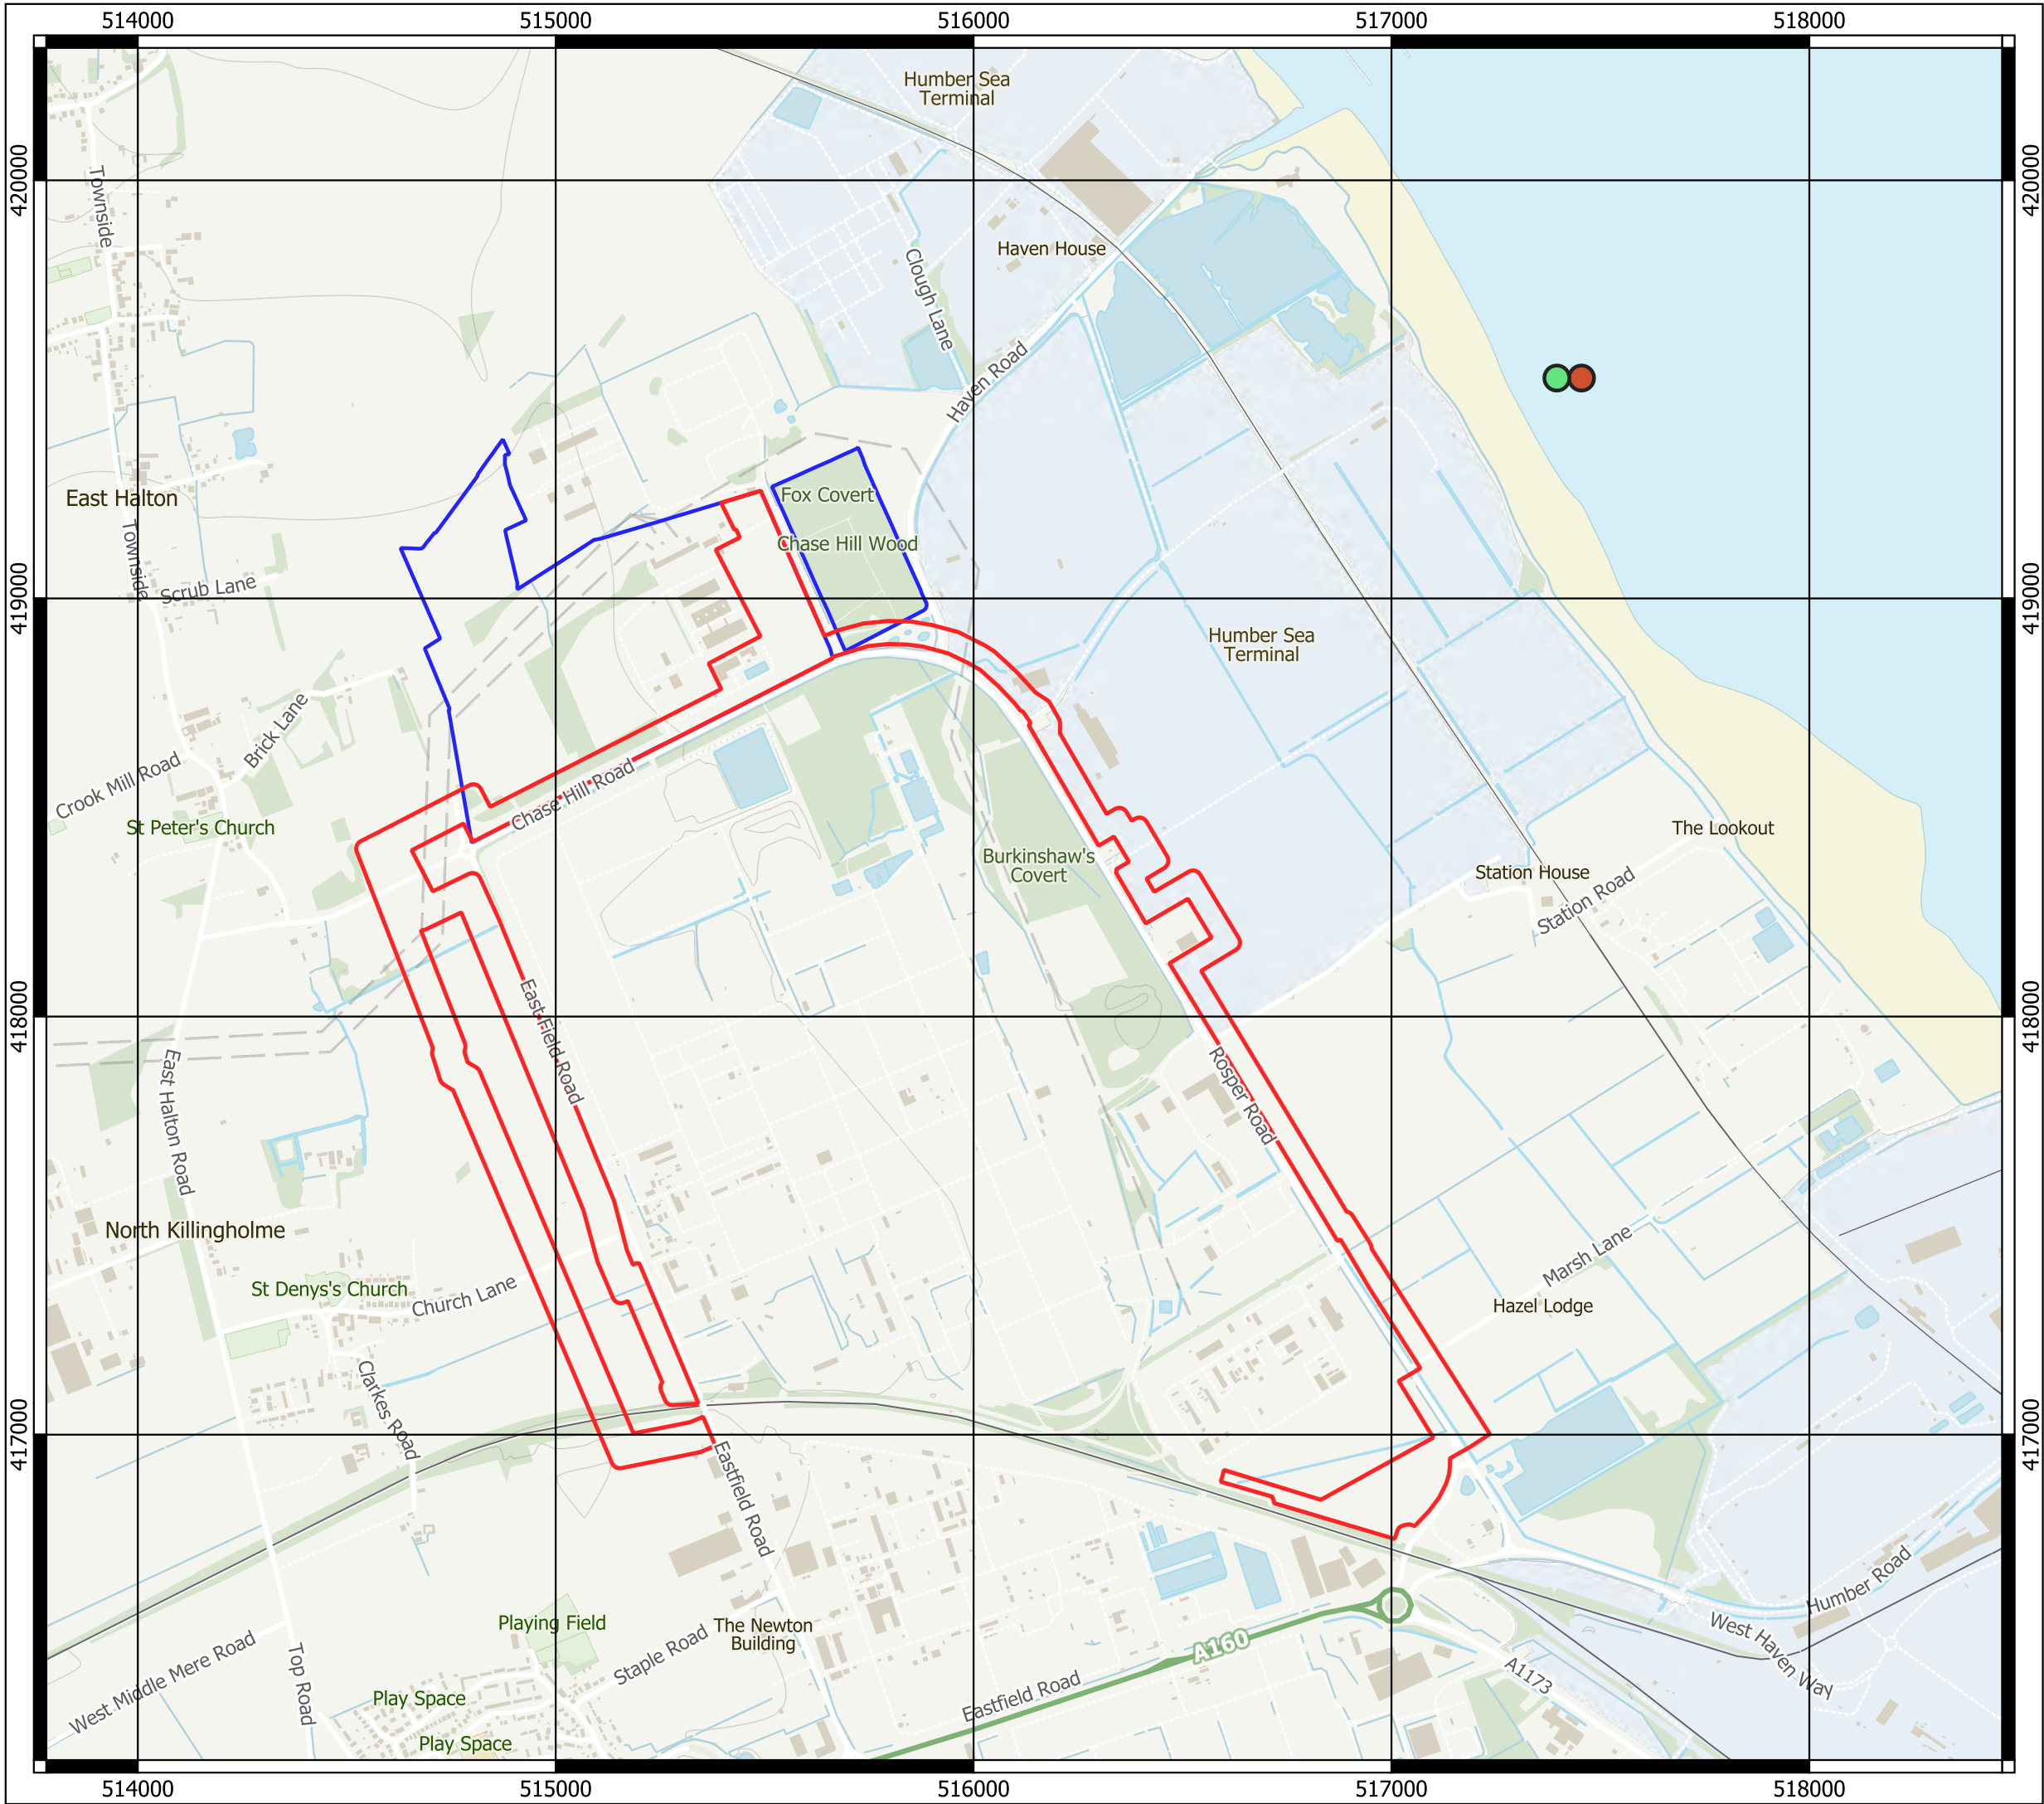 514000
515000
516000
517000
518000
Humber Sea
Terminal
420000
420000
Townside
Haven House
Clough Lane
Haven Road
East Halton
Fox Covert
Townside
Chase Hill Wood
Scrub Lane
419000
419000
Humber Sea
Terminal
Brick Lane
Crook Mill Road
Chase Hill Road
St Peter's Church
The Lookout
Burkinshaw's
Covert
Station House
Station Road
418000
418000
East Field Road
East Halton Road
Rosper Road
North Killingholme
Marsh Lane
St Denys's Church
Church Lane
Hazel Lodge
Clarkes Road
417000
417000
Eastfield Road
Humber Road
Playing Field
The Newton
Building
Staple Road
West Middle Mere Road
Top Road
A160
West Haven Way
Eastfield Road
A1173
Play Space
Play Space
514000
515000
516000
517000
518000